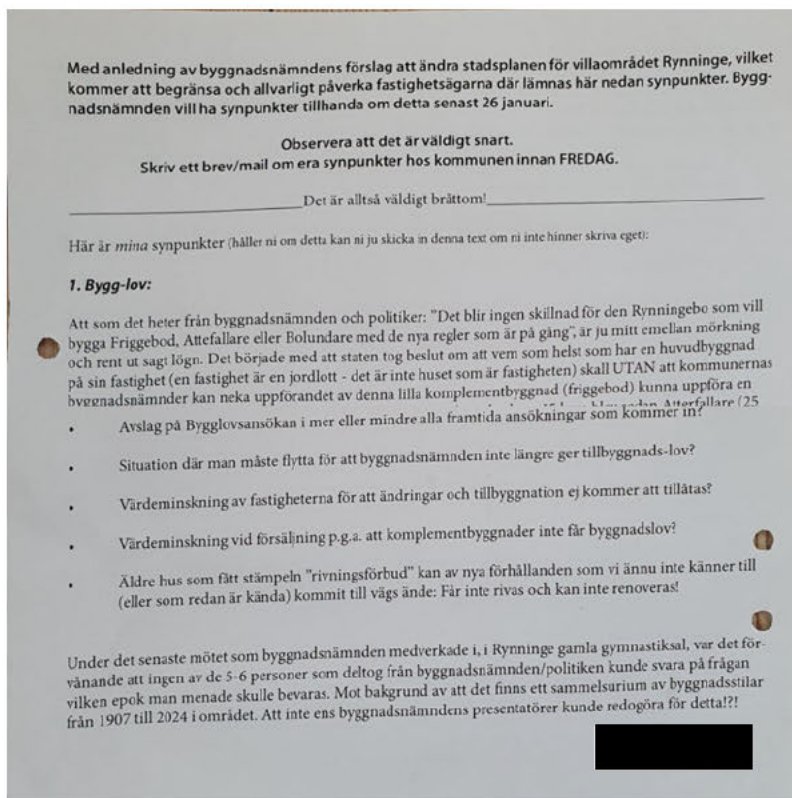 Med anledning av byggnadsnämndens förslag att ändra stadsplanen för villaområdet Rynninge, vilket
kommer att begränsa och allvarligt påverka fastighetsägarna där lämnas här nedan synpunkter. Bygg-
nadsnämnden vill ha synpunkter tillhanda om detta senast 26 januari.
Observera att det är väldigt snart.
Skriv ett brev/mail om era synpunkter hos kommunen innan FREDAG.
Det är alltså väldigt bråttom!
Här är mina synpunkter (håller ni om detta kan ni ju skicka in denna text om ni inte hinner skriva eget):
1. Bygg-lov:
Att som det heter från byggnadsnämnden och politiker: "Det blir ingen skillnad för den Rynningebo som vill
bygga Friggebod, Attefallare eller Bolundare med de nya regler som är på gång", är ju mitt emellan mörkning
och rent ut sagt lögn. Det började med att staten tog beslut om att vem som helst som har en huvudbyggnad
på sin fastighet (en fastighet är en jordlott - det är inte huset som är fastigheten) skall UTAN att kommunernas
byggnadsnämnder kan neka uppförandet av denna lilla komplementbyggnad (friggebod) kunna uppföra en
Atterfallare (25
• Avslag på Bygglovsansökan i mer eller mindre alla framtida ansökningar som kommer in?
• Situation där man måste flytta för att byggnadsnämnden inte längre ger tillbyggnads-lov?
• Värdeminskning av fastigheterna för att ändringar och tillbyggnation ej kommer att tillåtas?
• Värdeminskning vid försäljning p.g.a. att komplementbyggnader inte får byggnadslov?
• Äldre hus som fått stämpeln "rivningsförbud" kan av nya förhållanden som vi ännu inte känner till
(eller som redan är kända) kommit till vägs ände: Får inte rivas och kan inte renoveras!
Under det senaste mötet som byggnadsnämnden medverkade i, i Rynninge gamla gymnastiksal, var det för-
vånande att ingen av de 5-6 personer som deltog från byggnadsnämnden/politiken kunde svara på frågan
vilken epok man menade skulle bevaras. Mot bakgrund av att det finns ett sammelsurium av byggnadsstilar
från 1907 till 2024 i området. Att inte ens byggnadsnämndens presentatörer kunde redogöra för detta!?!